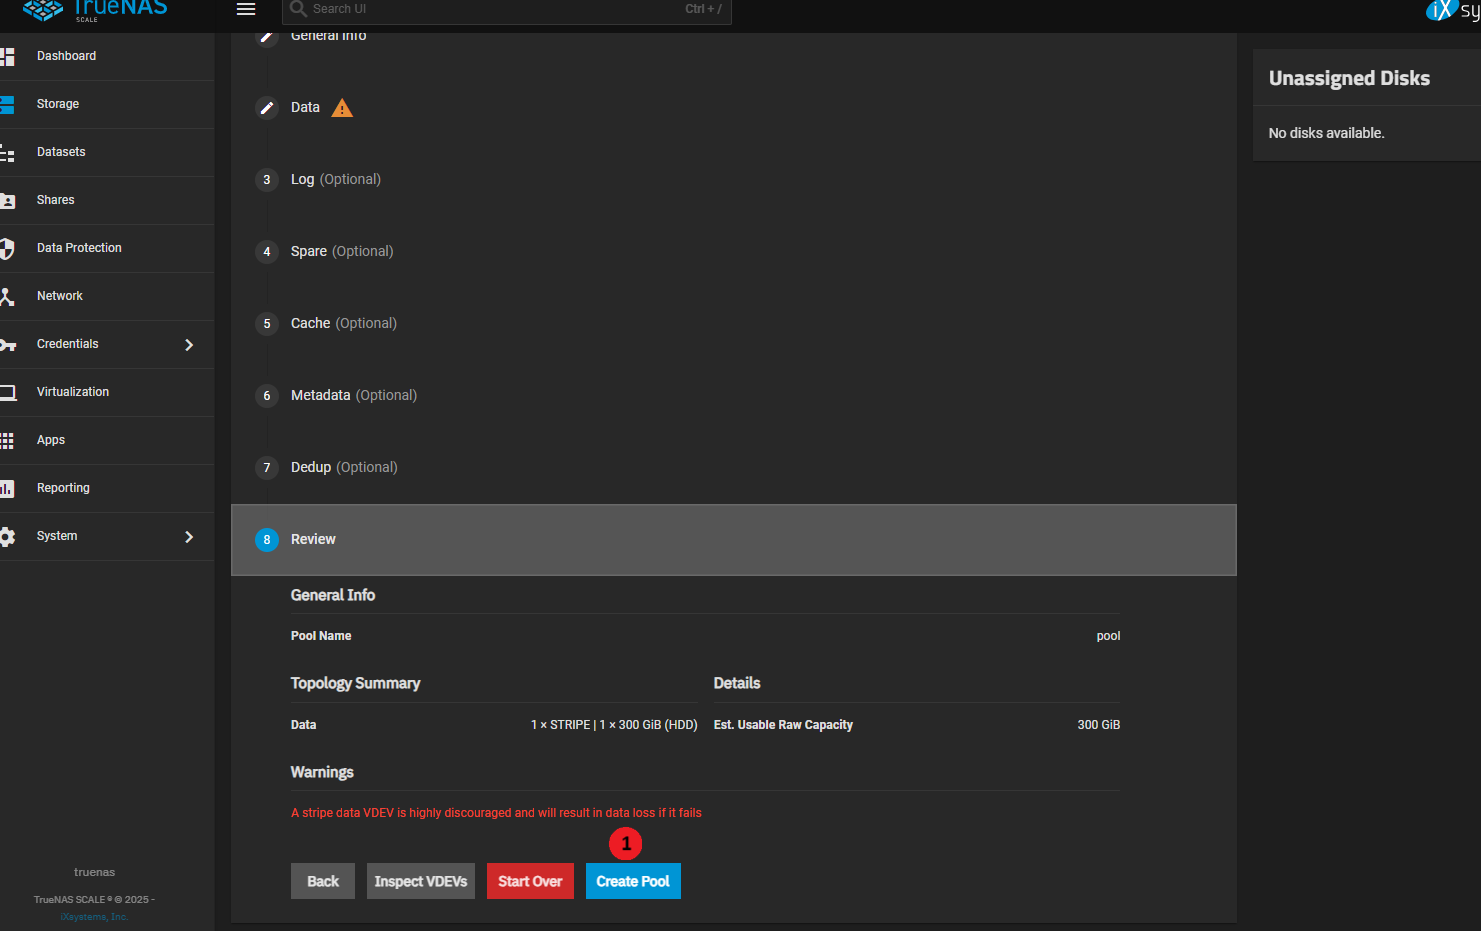 TrueNAS
SCALE
Search UI
Ctrl + /
iX sy
Dashboard
Storage
Datasets
Shares
Data Protection
Network
Credentials
Virtualization
Apps
Reporting
System
truenas
TrueNAS SCALE ® © 2025 -
iXsystems, Inc.
General Info
Data
3 Log (Optional)
4 Spare (Optional)
5 Cache (Optional)
6 Metadata (Optional)
7 Dedup (Optional)
8 Review
General Info
Pool Name pool
Topology Summary
Data 1 × STRIPE | 1 × 300 GiB (HDD)
Details
Est. Usable Raw Capacity 300 GiB
Warnings
A stripe data VDEV is highly discouraged and will result in data loss if it fails
1
Back Inspect VDEVs Start Over Create Pool
Unassigned Disks
No disks available.